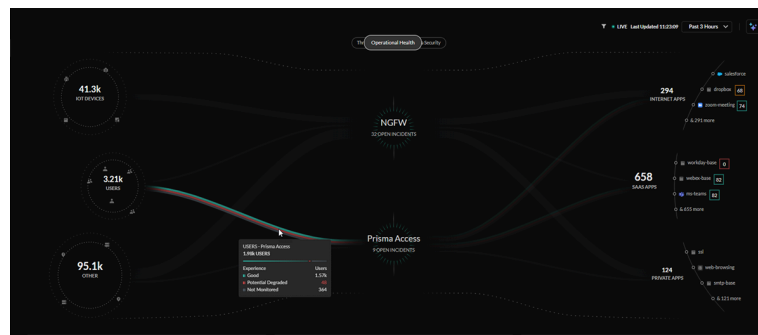 LIVE Last Updated 11:23:09 Past 3 Hours
Operational Health Security
41.3k
IOT DEVICES
3.21k
USERS
95.1k
OTHER
NGFW
32 OPEN INCIDENTS
Prisma Access
9 OPEN INCIDENTS
USERS - Prisma Access
1.98k USERS
Experience Users
Good 1.57k
Potential Degraded
Not Monitored 364
294
INTERNET APPS
salesforce
dropbox 68
zoom-meeting 74
& 291 more
658
SAAS APPS
workday-base 0
webex-base 82
ms-teams 82
& 655 more
124
PRIVATE APPS
ssl
web-browsing
smtp-base
& 121 more